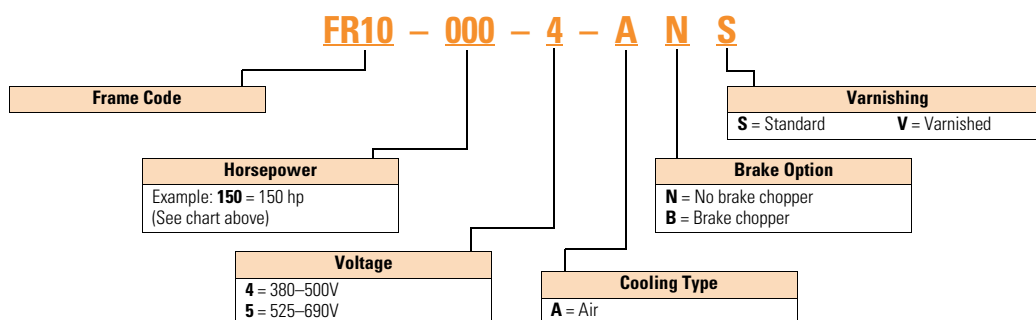 FR10 – 000 – 4 – A N S
Frame Code
Varnishing
S = Standard V = Varnished
Horsepower
Example: 150 = 150 hp
(See chart above)
Brake Option
N = No brake chopper
B = Brake chopper
Voltage
4 = 380–500V
5 = 525–690V
Cooling Type
A = Air